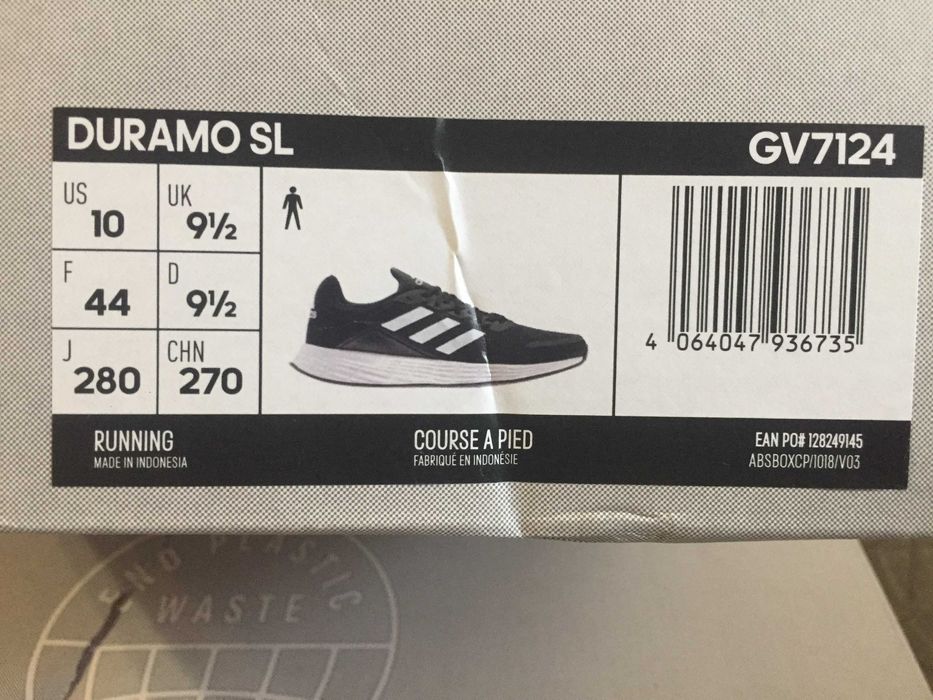 DURAMO SL
GV7124
US
10
UK
9½
F
44
D
9½
J
280
CHN
270
4 064047 936735
RUNNING
MADE IN INDONESIA
COURSE A PIED
FABRIQUÉ EN INDONÉSIE
EAN PO# 128249145
ABSBOXCP/1018/V03
END PLASTIC
WASTE